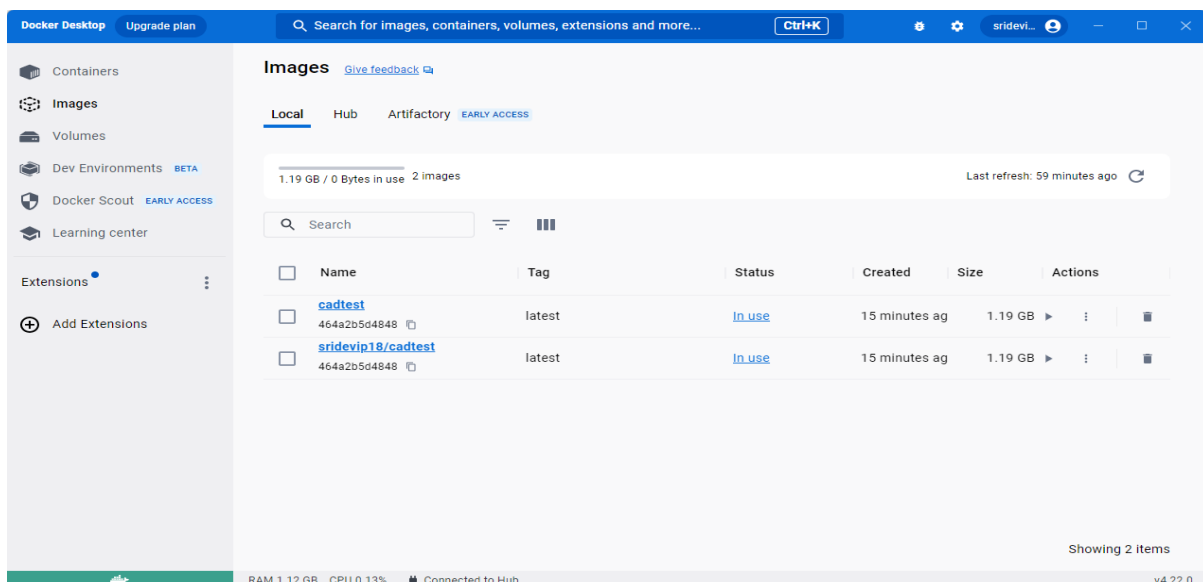 Docker Desktop Upgrade plan Search for images, containers, volumes, extensions and more... Ctrl+K sridevi...
Containers
Images
Volumes
Dev Environments BETA
Docker Scout EARLY ACCESS
Learning center
Extensions
Add Extensions
Images Give feedback
Local Hub Artifactory EARLY ACCESS
1.19 GB / 0 Bytes in use 2 images Last refresh: 59 minutes ago
Search
Name Tag Status Created Size Actions
cadtest
464a2b5d4848 latest In use 15 minutes ag 1.19 GB
sridevip18/cadtest
464a2b5d4848 latest In use 15 minutes ag 1.19 GB
Showing 2 items
RAM 1.12 GB CPU 0.13% Connected to Hub v4.22.0